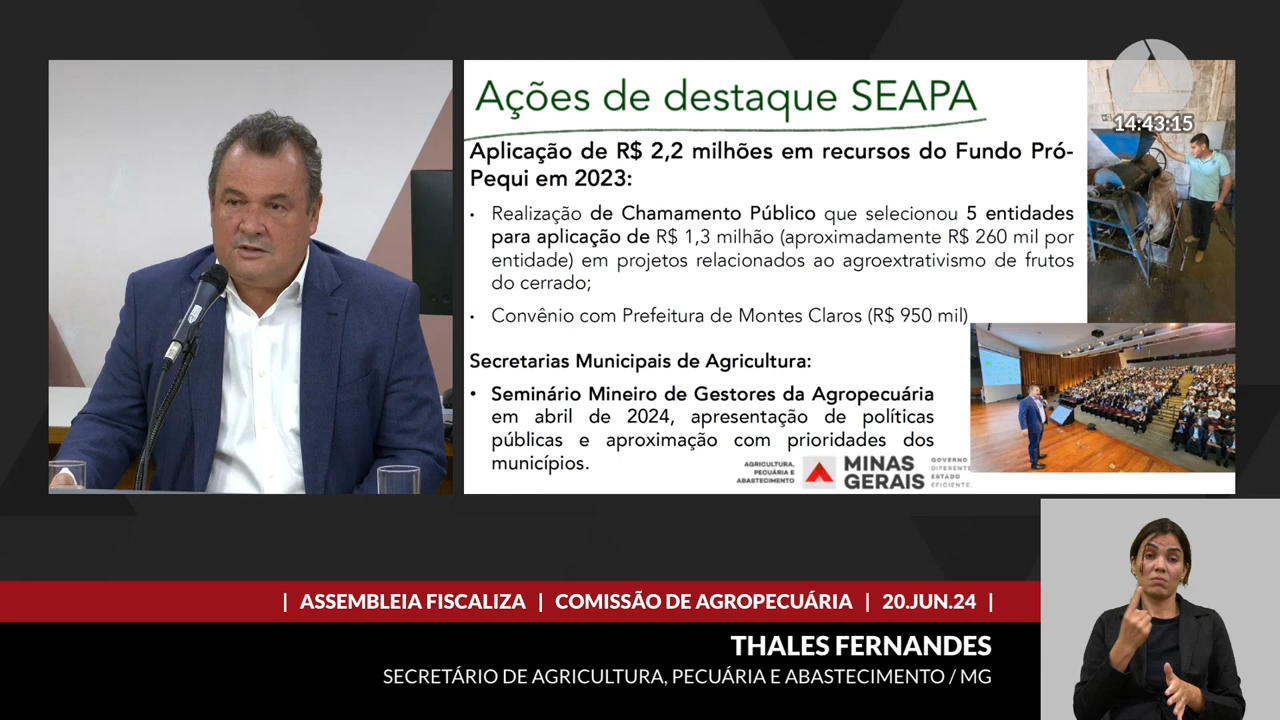 Ações de destaque SEAPA
14:43:15
Aplicação de R$ 2,2 milhões em recursos do Fundo Pró-
Pequi em 2023:
• Realização de Chamamento Público que selecionou 5 entidades
para aplicação de R$ 1,3 milhão (aproximadamente R$ 260 mil por
entidade) em projetos relacionados ao agroextrativismo de frutos
do cerrado;
• Convênio com Prefeitura de Montes Claros (R$ 950 mil)
Secretarias Municipais de Agricultura:
• Seminário Mineiro de Gestores da Agropecuária
em abril de 2024, apresentação de políticas
públicas e aproximação com prioridades dos
municípios.
AGRICULTURA,
PECUÁRIA E
ABASTECIMENTO
MINAS
GERAIS
GOVERNO
DIFERENTE
ESTADO
EFICIENTE.
| ASSEMBLEIA FISCALIZA | COMISSÃO DE AGROPECUÁRIA | 20.JUN.24 |
THALES FERNANDES
SECRETÁRIO DE AGRICULTURA, PECUÁRIA E ABASTECIMENTO / MG